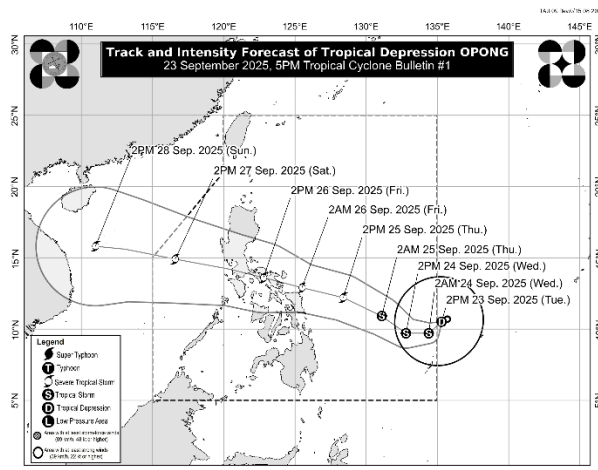 Track and Intensity Forecast of Tropical Depression OPONG
23 September 2025, 5PM Tropical Cyclone Bulletin #1
110°E 115°E 120°E 125°E 130°E 135°E 140°E 145°E
30°N
25°N
20°N
15°N
10°N
5°N
2PM 28 Sep. 2025 (Sun.)
2PM 27 Sep. 2025 (Sat.)
2PM 26 Sep. 2025 (Fri.)
2AM 26 Sep. 2025 (Fri.)
2PM 25 Sep. 2025 (Thu.)
2AM 25 Sep. 2025 (Thu.)
2PM 24 Sep. 2025 (Wed.)
2AM 24 Sep. 2025 (Wed.)
2PM 23 Sep. 2025 (Tue.)
Legend
Super Typhoon
T Typhoon
Severe Tropical Storm
S Tropical Storm
D Tropical Depression
L Low Pressure Area